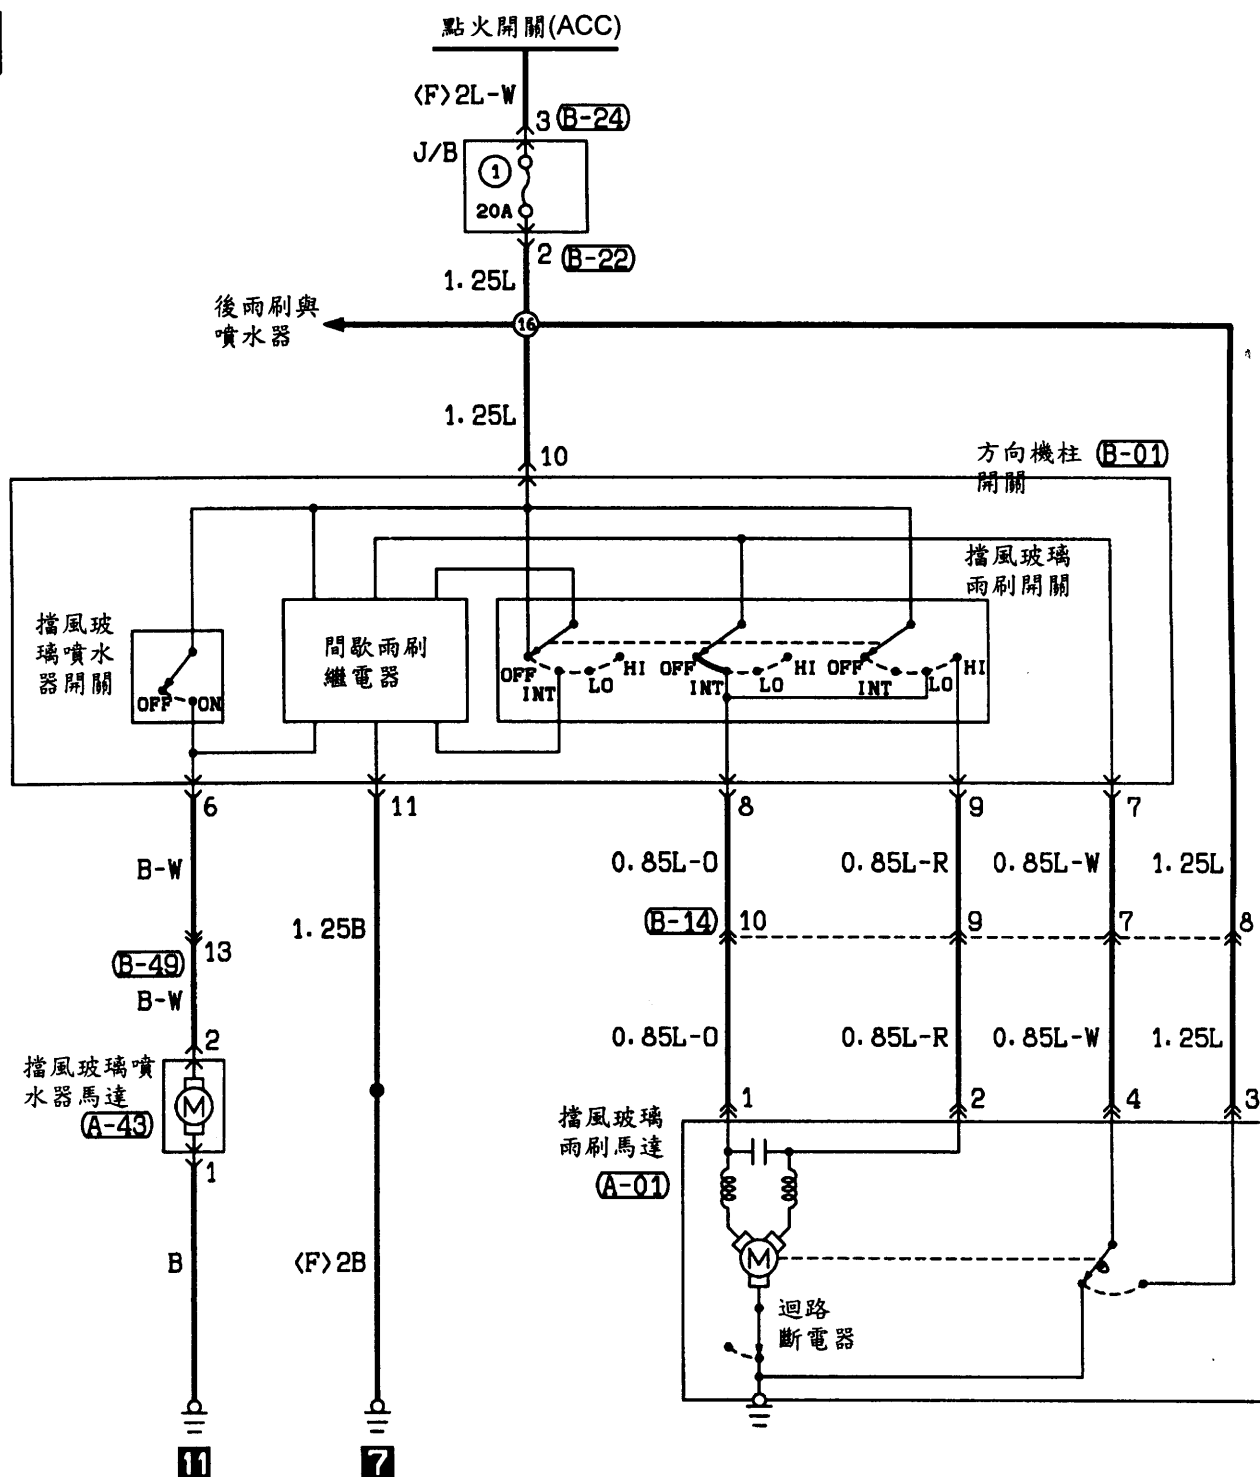 點火開關(ACC)
<F>2L-W
3 B-24
J/B
1
20A
2 B-22
1.25L
後雨刷與
噴水器
16
1.25L
10
方向機柱 B-01
開關
擋風玻璃
雨刷開關
擋風玻
璃噴水
器開關
間歇雨刷
繼電器
OFF ON
OFF INT LO HI
OFF INT LO HI
OFF INT LO HI
6 11 8 9 7
B-W 0.85L-O 0.85L-R 0.85L-W 1.25L
1.25B
B-14 10 9 7 8
13
B-49
B-W 0.85L-O 0.85L-R 0.85L-W 1.25L
2
擋風玻璃噴
水器馬達
A-43
M
1
1 2 4 3
擋風玻璃
雨刷馬達
A-01
M
B <F>2B
迴路
斷電器
11 7